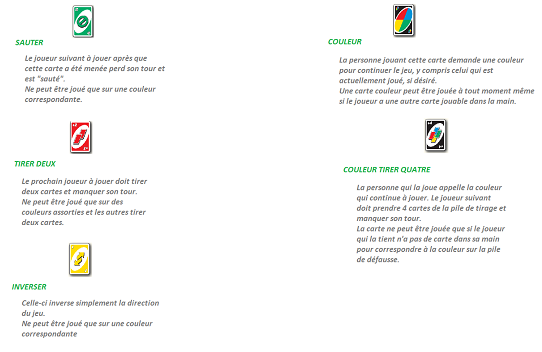 SAUTER
Le joueur suivant à jouer après que
cette carte a été menée perd son tour et
est "sauté".
Ne peut être joué que sur une couleur
correspondante.
TIRER DEUX
Le prochain joueur à jouer doit tirer
deux cartes et manquer son tour.
Ne peut être joué que sur des
couleurs assorties et les autres tirer
deux cartes.
INVERSER
Celle-ci inverse simplement la direction
du jeu.
Ne peut être joué que sur une couleur
correspondante
COULEUR
La personne jouant cette carte demande une couleur
pour continuer le jeu, y compris celui qui est
actuellement joué, si désiré.
Une carte couleur peut être jouée à tout moment même
si le joueur a une autre carte jouable dans la main.
COULEUR TIRER QUATRE
La personne qui la joue appelle la couleur
qui continue à jouer. Le joueur suivant
doit prendre 4 cartes de la pile de tirage et
manquer son tour.
La carte ne peut être jouée que si le joueur
qui la tient n'a pas de carte dans sa main
pour correspondre à la couleur sur la pile
de défausse.